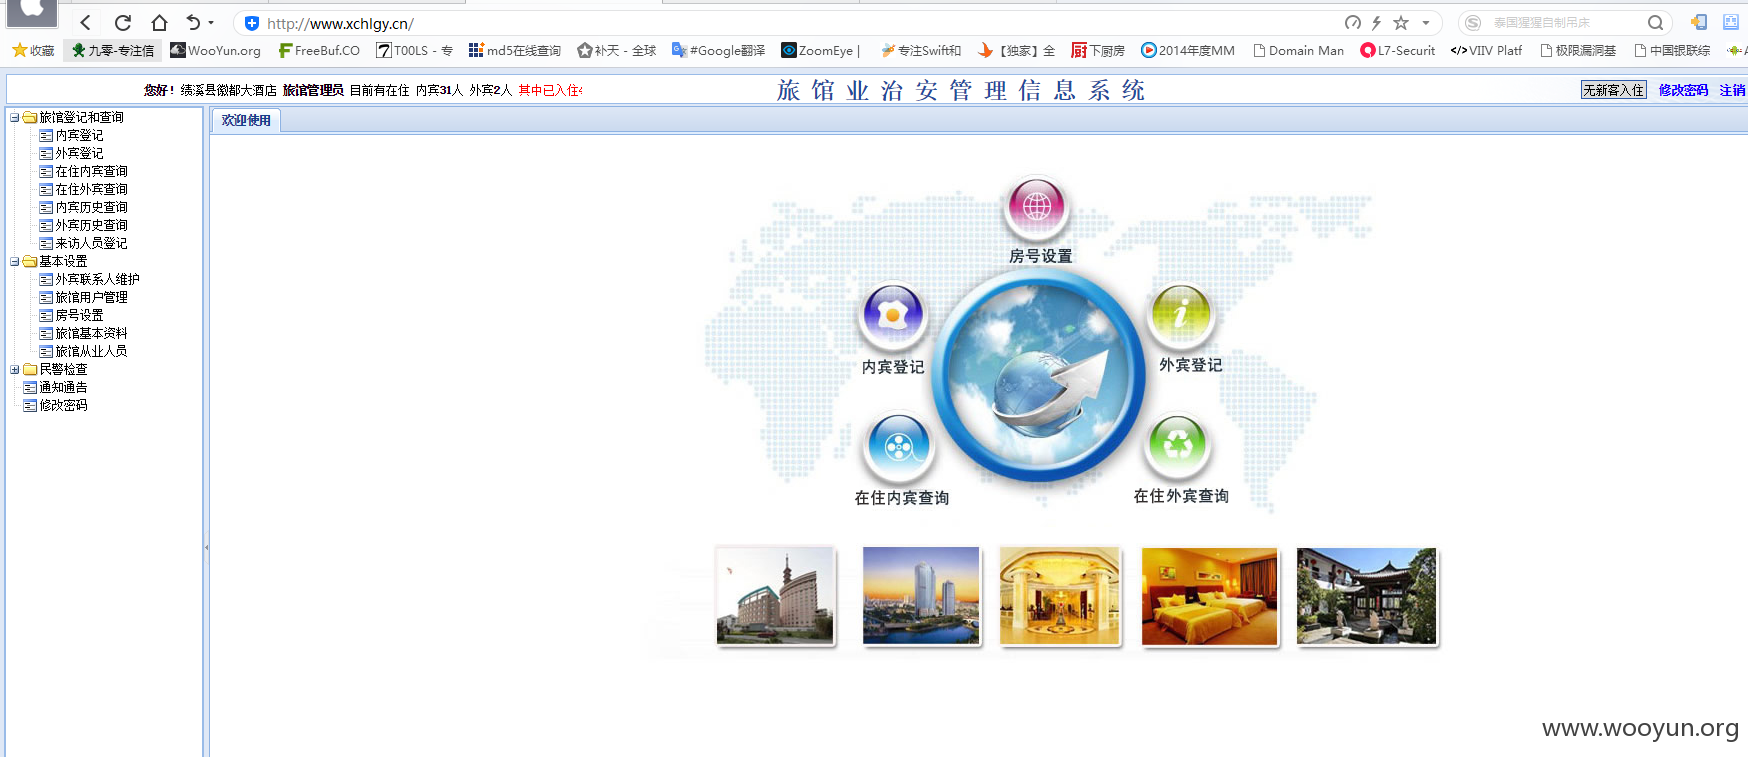 http://www.xchlgy.cn/
泰国猩猩自制吊床
收藏 九零-专注信 WooYun.org FreeBuf.CO T00LS - 专 md5在线查询 补天 - 全球 #Google翻译 ZoomEye | 专注Swift和 【独家】全 下厨房 2014年度MM Domain Man L7-Securit VIIV Platf 极限漏洞基 中国银联综
您好! 绩溪县徽都大酒店 旅馆管理员 目前有在住 内宾31人 外宾2人 其中已入住4
旅馆业治安管理信息系统
无新客入住 修改密码 注销
旅馆登记和查询
内宾登记
外宾登记
在住内宾查询
在住外宾查询
内宾历史查询
外宾历史查询
来访人员登记
基本设置
外宾联系人维护
旅馆用户管理
房号设置
旅馆基本资料
旅馆从业人员
民警检查
通知通告
修改密码
欢迎使用
房号设置
内宾登记
外宾登记
在住内宾查询
在住外宾查询
www.wooyun.org